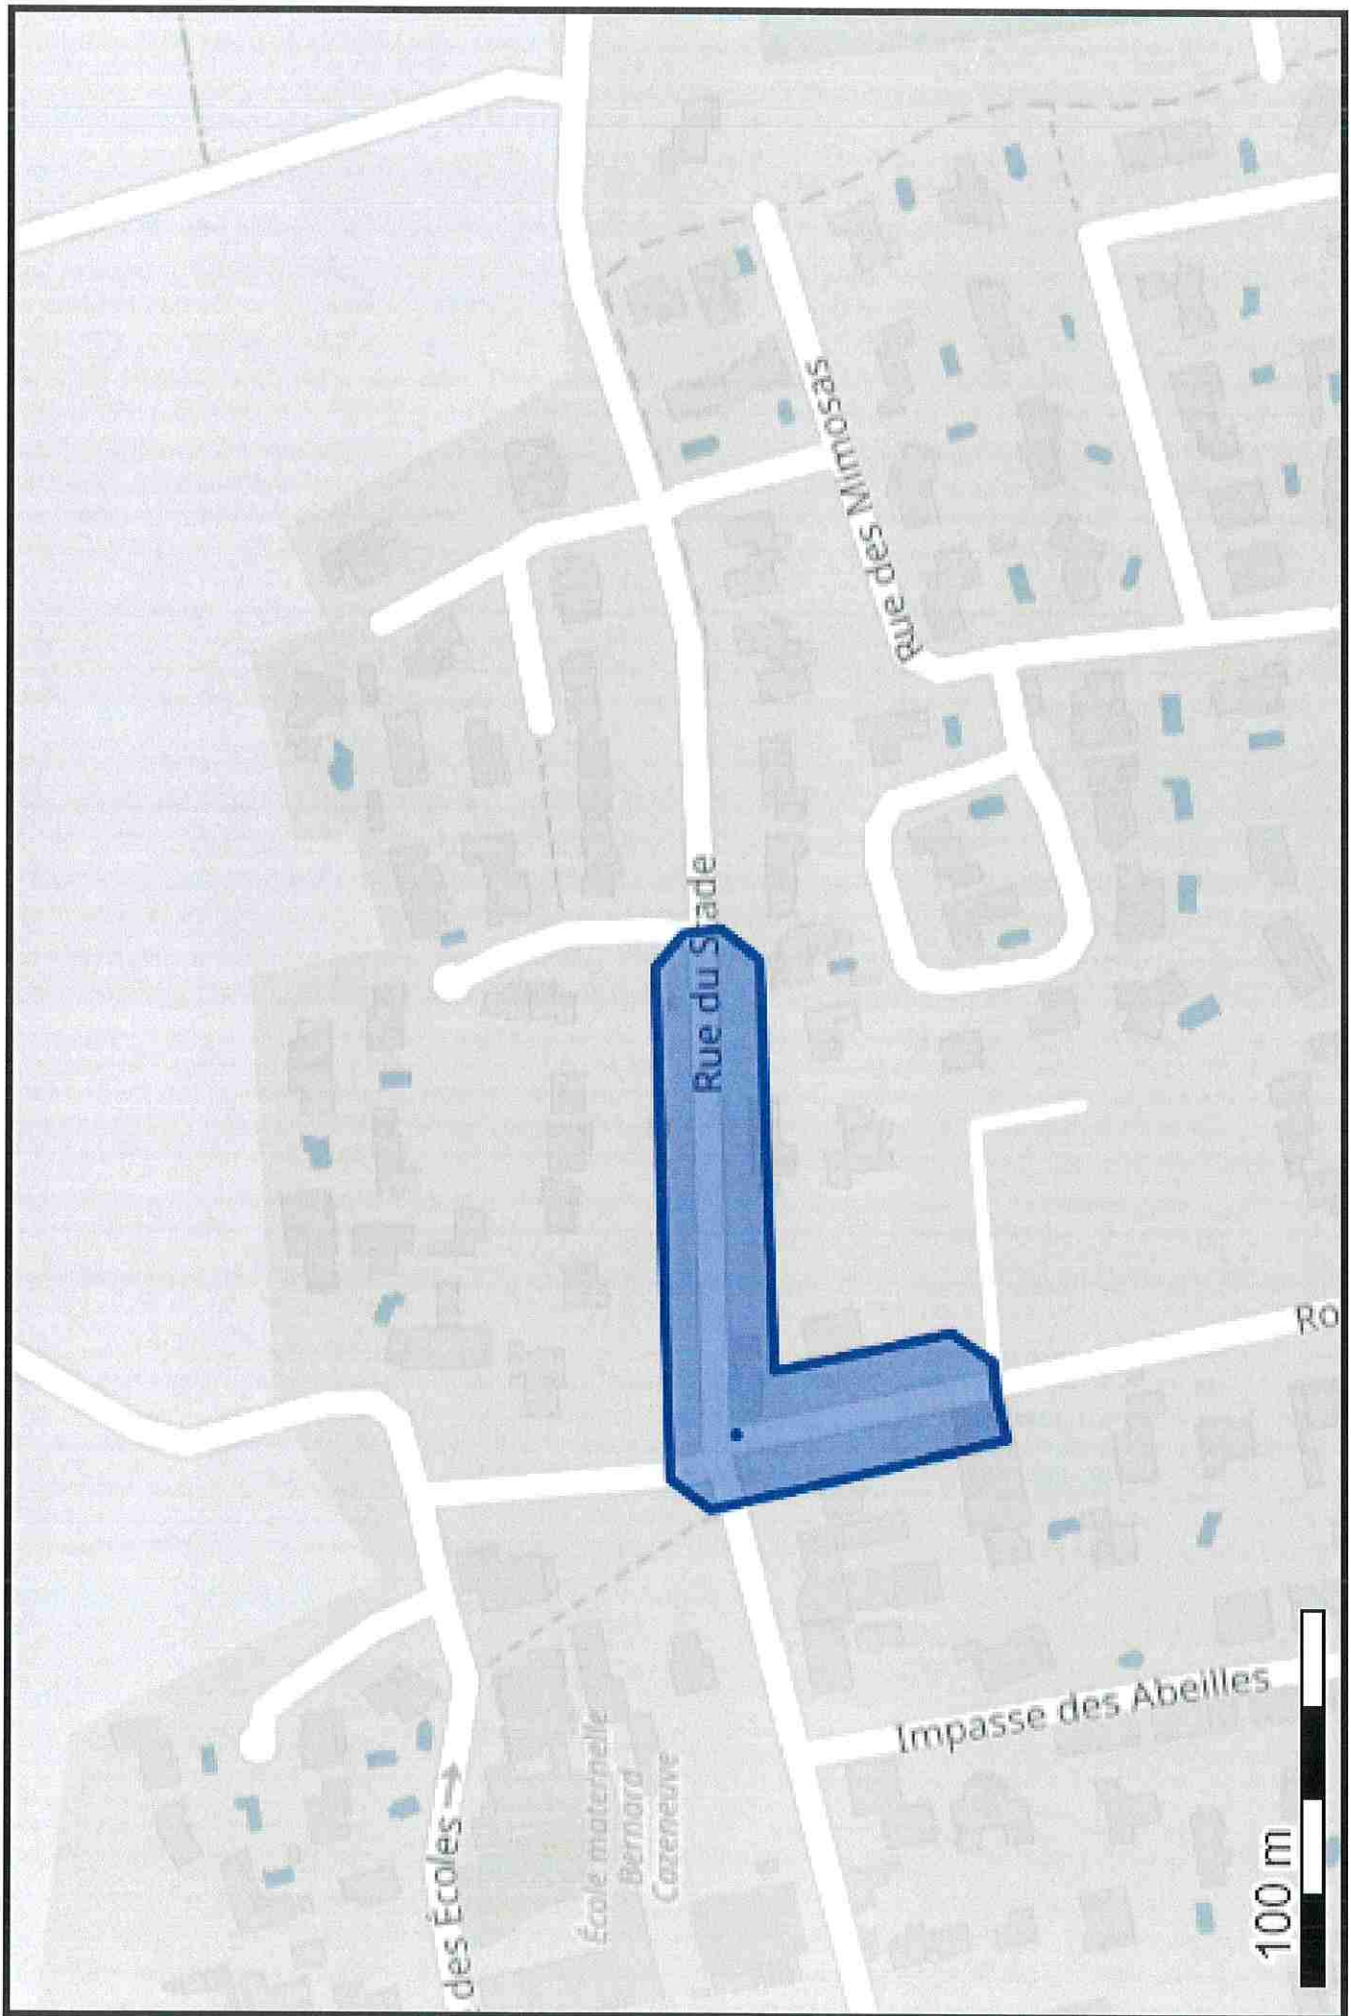 des Écoles
École maternelle
Bernard
Cazeneuve
Rue du Stade
Rue des Mimosas
Impasse des Abeilles
Ro
100 m